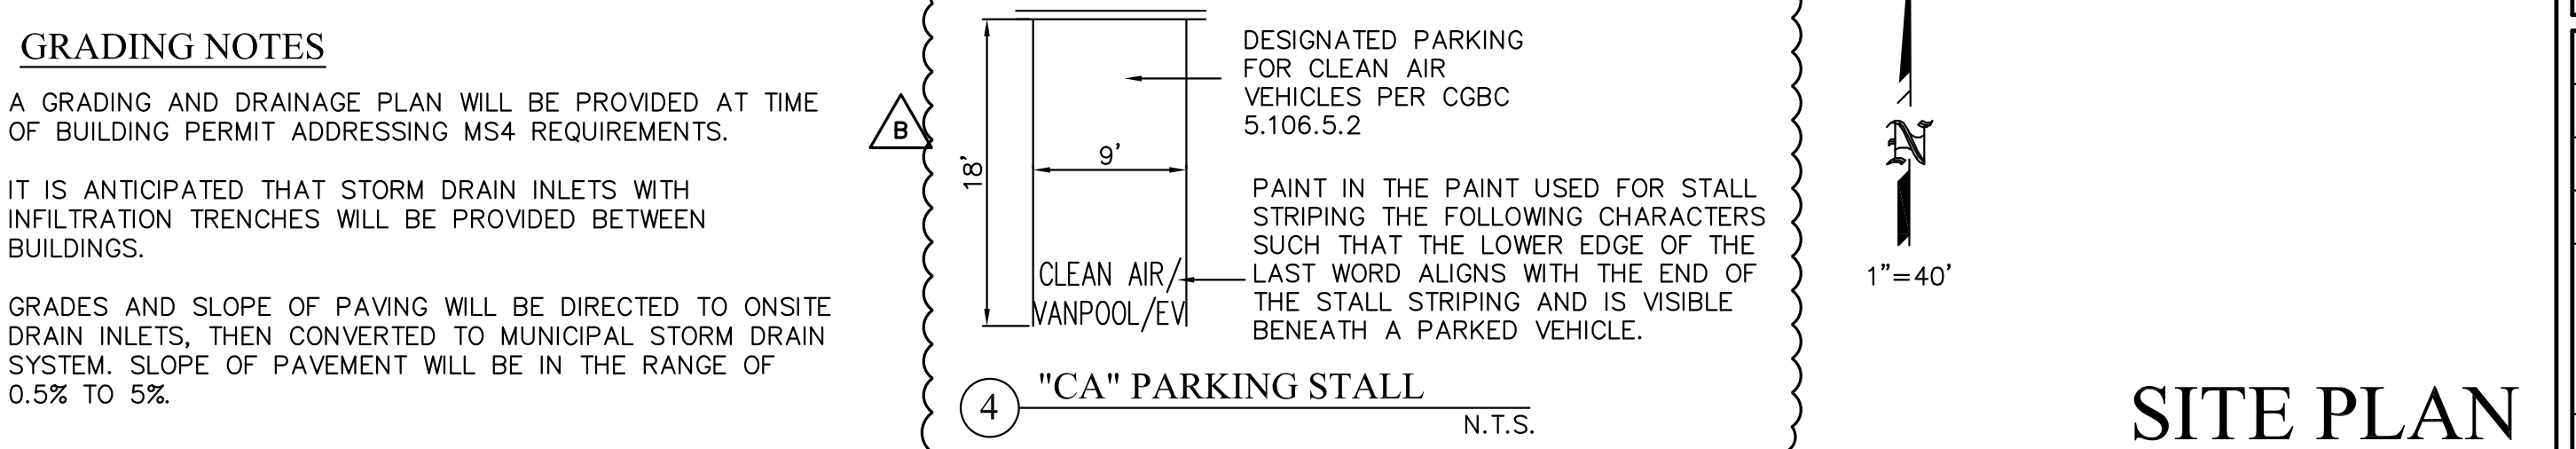 GRADING NOTES
A GRADING AND DRAINAGE PLAN WILL BE PROVIDED AT TIME
OF BUILDING PERMIT ADDRESSING MS4 REQUIREMENTS.
IT IS ANTICIPATED THAT STORM DRAIN INLETS WITH
INFILTRATION TRENCHES WILL BE PROVIDED BETWEEN
BUILDINGS.
GRADES AND SLOPE OF PAVING WILL BE DIRECTED TO ONSITE
DRAIN INLETS, THEN CONVERTED TO MUNICIPAL STORM DRAIN
SYSTEM. SLOPE OF PAVEMENT WILL BE IN THE RANGE OF
0.5% TO 5%.
B
18'
9'
DESIGNATED PARKING
FOR CLEAN AIR
VEHICLES PER CGBC
5.106.5.2
CLEAN AIR/
VANPOOL/EV
PAINT IN THE PAINT USED FOR STALL
STRIPING THE FOLLOWING CHARACTERS
SUCH THAT THE LOWER EDGE OF THE
LAST WORD ALIGNS WITH THE END OF
THE STALL STRIPING AND IS VISIBLE
BENEATH A PARKED VEHICLE.
4
"CA" PARKING STALL
N.T.S.
N
1"=40'
SITE PLAN